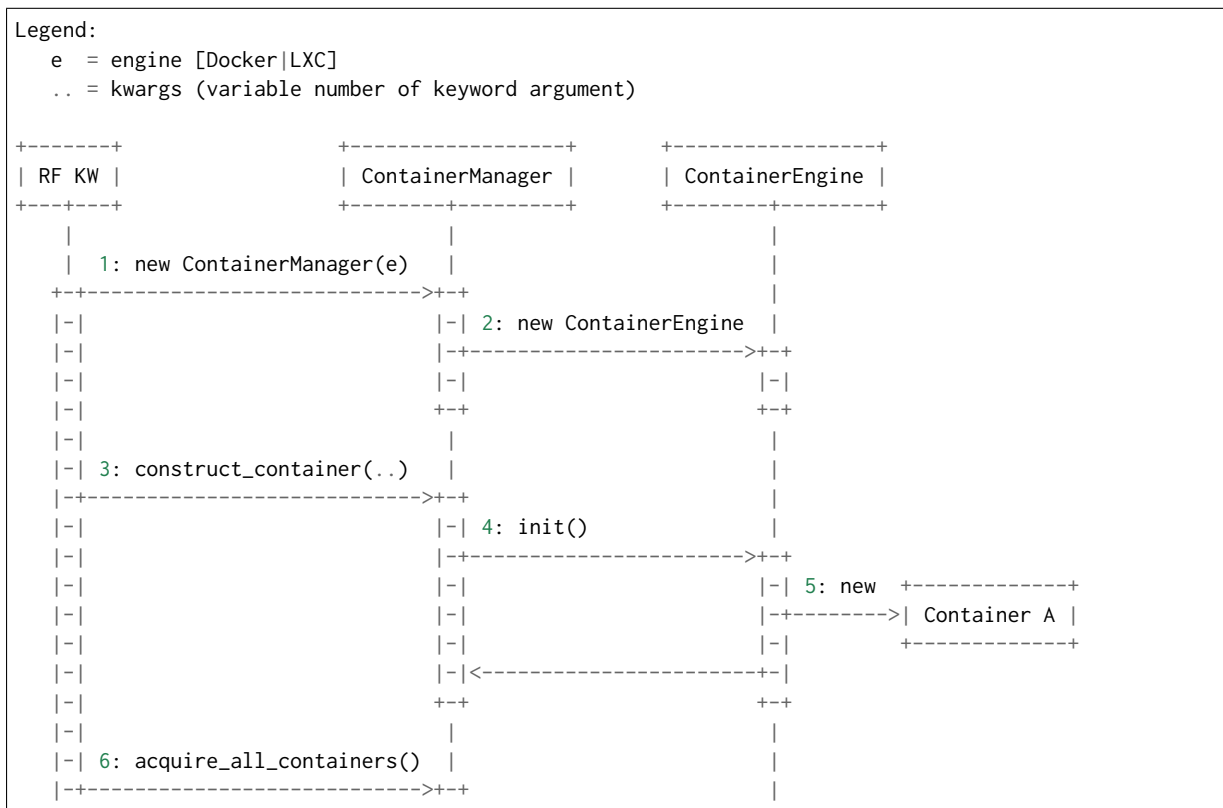 Legend:
   e  = engine [Docker|LXC]
   .. = kwargs (variable number of keyword argument)

+-------+                  +-------------------+       +-----------------+
| RF KW |                  | ContainerManager |       | ContainerEngine |
+---+---+                  +--------+---------+       +--------+--------+
    |                               |                          |
    |  1: new ContainerManager(e)   |                          |
   +-+---------------------------->+-+                         |
   |-|                             |-| 2: new ContainerEngine  |
   |-|                             |-+----------------------->+-+
   |-|                             |-|                        |-|
   |-|                             +-+                        +-+
   |-|                              |                          |
   |-| 3: construct_container(..)   |                          |
   |-+---------------------------->+-+                         |
   |-|                             |-| 4: init()               |
   |-|                             |-+----------------------->+-+
   |-|                             |-|                        |-| 5: new  +-------------+
   |-|                             |-|                        |-+-------->| Container A |
   |-|                             |-|                        |-|         +-------------+
   |-|                             |-|<-----------------------+-|
   |-|                             +-+                        +-+
   |-|                              |                          |
   |-| 6: acquire_all_containers()  |                          |
   |-+---------------------------->+-+                         |